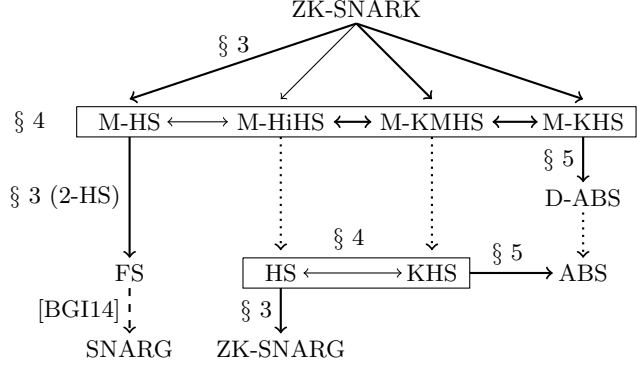 ZK-SNARK
§ 3
§ 4
M-HS M-HiHS M-KMHS M-KHS
§ 5
§ 3 (2-HS)
D-ABS
§ 4
§ 5
FS HS KHS ABS
[BGI14]
§ 3
SNARG ZK-SNARG